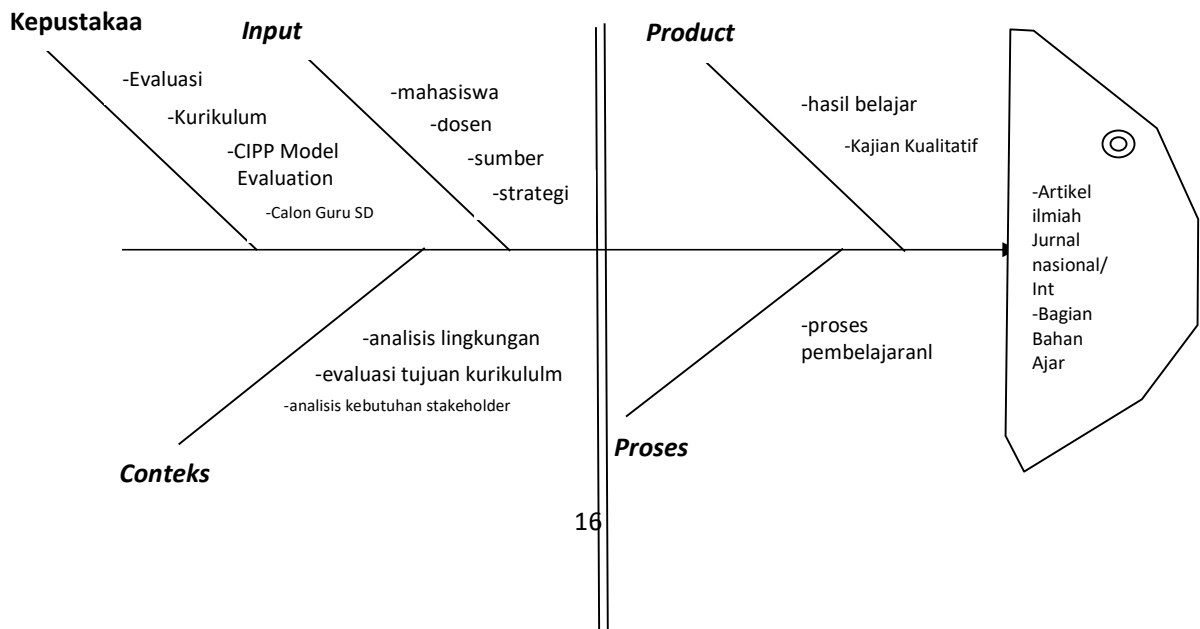 Kepustakaa
-Evaluasi
-Kurikulum
-CIPP Model
Evaluation
-Calon Guru SD
Input
-mahasiswa
-dosen
-sumber
-strategi
Product
-hasil belajar
-Kajian Kualitatif
-Artikel
ilmiah
Jurnal
nasional/
Int
-Bagian
Bahan
Ajar
-analisis lingkungan
-evaluasi tujuan kurikululm
-analisis kebutuhan stakeholder
Conteks
-proses
pembelajaranl
Proses
16